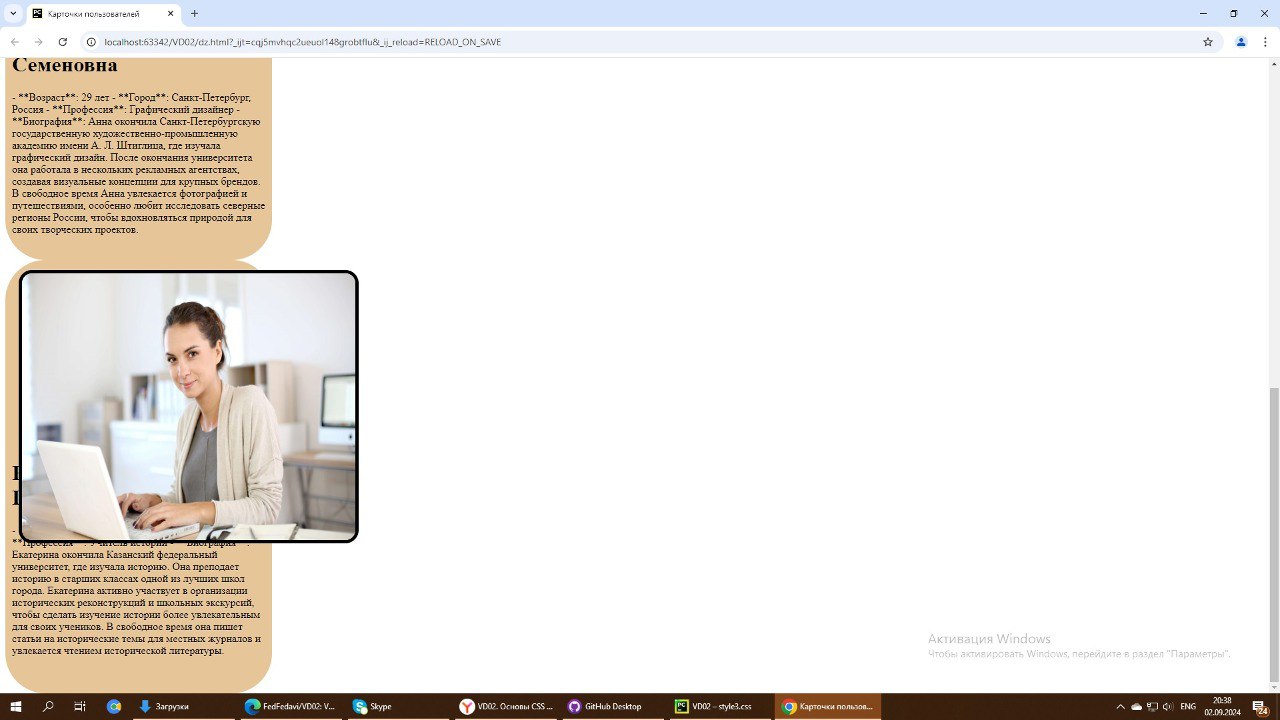 Карточки пользователей
localhost:63342/VD02/dz.html?_ijt=cqj5mvhqc2ueuol148grobtflu&_ij_reload=RELOAD_ON_SAVE
Семеновна
- **Возраст**: 29 лет - **Город**: Санкт-Петербург,
Россия - **Профессия**: Графический дизайнер -
**Биография**: Анна окончила Санкт-Петербургскую
государственную художественно-промышленную
академию имени А. Л. Штиглица, где изучала
графический дизайн. После окончания университета
она работала в нескольких рекламных агентствах,
создавая визуальные концепции для крупных брендов.
В свободное время Анна увлекается фотографией и
путешествиями, особенно любит исследовать северные
регионы России, чтобы вдохновляться природой для
своих творческих проектов.
**Профессия**: Учитель истории - **Биография**:
Екатерина окончила Казанский федеральный
университет, где изучала историю. Она преподает
историю в старших классах одной из лучших школ
города. Екатерина активно участвует в организации
исторических реконструкций и школьных экскурсий,
чтобы сделать изучение истории более увлекательным
для своих учеников. В свободное время она пишет
статьи на исторические темы для местных журналов и
увлекается чтением исторической литературы.
Активация Windows
Чтобы активировать Windows, перейдите в раздел "Параметры".
Загрузки
FedFedavi/VD02: V...
Skype
VD02. Основы CSS ...
GitHub Desktop
VD02 – style3.css
Карточки пользов...
ENG
20:38
02.09.2024
24